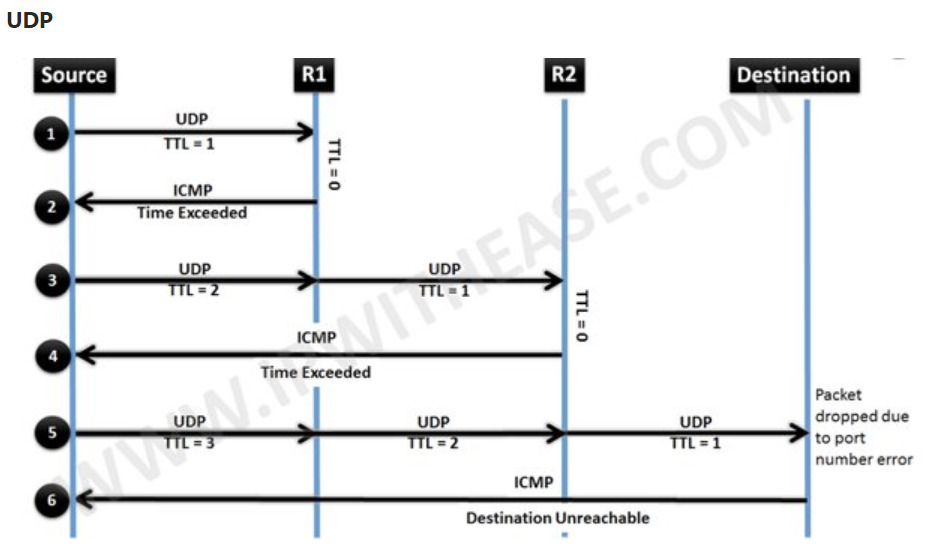 UDP
Source
R1
R2
Destination
1
UDP
TTL = 1
TTL = 0
2
ICMP
Time Exceeded
3
UDP
TTL = 2
UDP
TTL = 1
TTL = 0
4
ICMP
Time Exceeded
5
UDP
TTL = 3
UDP
TTL = 2
UDP
TTL = 1
Packet
dropped due
to port
number error
6
ICMP
Destination Unreachable
WWW.IPWITHEASE.COM